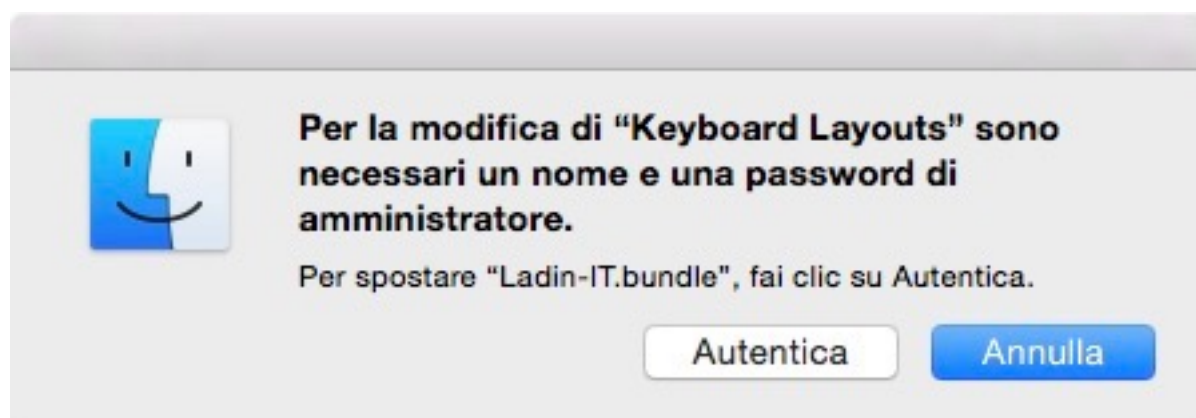 Per la modifica di “Keyboard Layouts” sono
necessari un nome e una password di
amministratore.
Per spostare “Ladin-IT.bundle”, fai clic su Autentica.
Autentica
Annulla